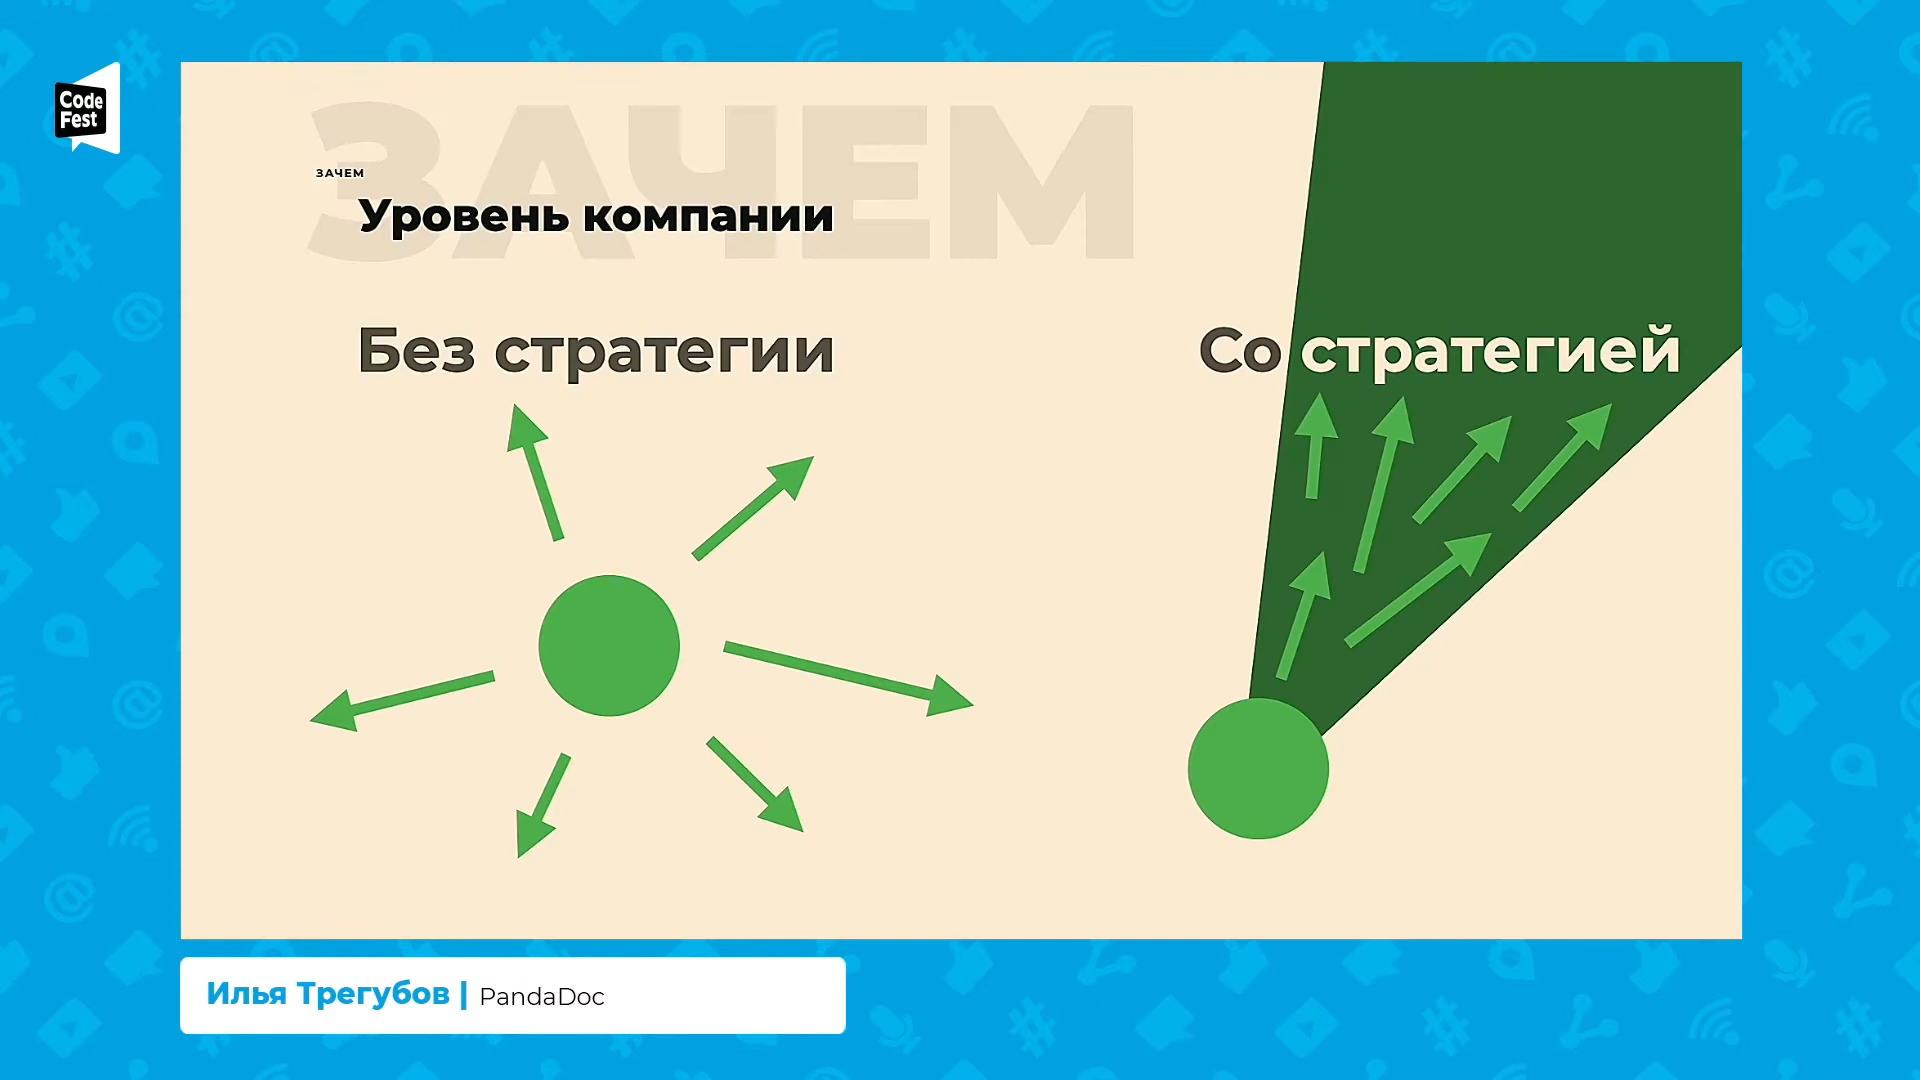 Code
Fest
ЗАЧЕМ
ЗАЧЕМ
Уровень компании
Без стратегии
Со стратегией
Илья Трегубов | PandaDoc